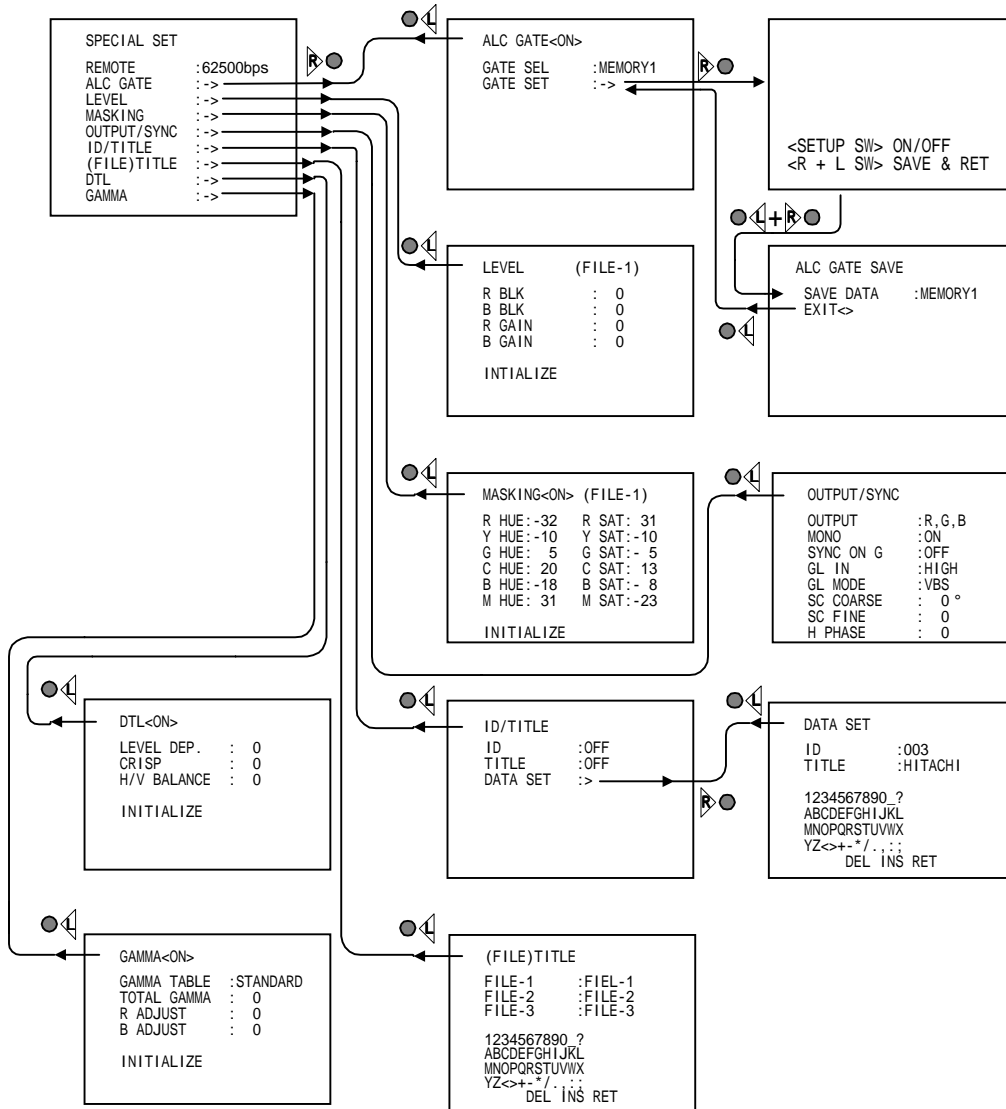 SPECIAL SET
REMOTE :62500bps
ALC GATE :->
LEVEL :->
MASKING :->
OUTPUT/SYNC :->
ID/TITLE :->
(FILE)TITLE :->
DTL :->
GAMMA :->
R
L
ALC GATE<ON>
GATE SEL :MEMORY1
GATE SET :->
R
<SETUP SW> ON/OFF
<R + L SW> SAVE & RET
L+R
L
LEVEL (FILE-1)
R BLK : 0
B BLK : 0
R GAIN : 0
B GAIN : 0
INTIALIZE
ALC GATE SAVE
SAVE DATA :MEMORY1
EXIT<>
L
L
MASKING<ON> (FILE-1)
R HUE:-32 R SAT: 31
Y HUE:-10 Y SAT:-10
G HUE: 5 G SAT:- 5
C HUE: 20 C SAT: 13
B HUE:-18 B SAT:- 8
M HUE: 31 M SAT:-23
INITIALIZE
L
OUTPUT/SYNC
OUTPUT :R,G,B
MONO :ON
SYNC ON G :OFF
GL IN :HIGH
GL MODE :VBS
SC COARSE : 0°
SC FINE : 0
H PHASE : 0
L
DTL<ON>
LEVEL DEP. : 0
CRISP : 0
H/V BALANCE : 0
INITIALIZE
L
ID/TITLE
ID :OFF
TITLE :OFF
DATA SET :>
R
L
DATA SET
ID :003
TITLE :HITACHI
1234567890_?
ABCDEFGHIJKL
MNOPQRSTUVWX
YZ<>+-*/.,:;
DEL INS RET
L
GAMMA<ON>
GAMMA TABLE :STANDARD
TOTAL GAMMA : 0
R ADJUST : 0
B ADJUST : 0
INITIALIZE
L
(FILE)TITLE
FILE-1 :FIEL-1
FILE-2 :FILE-2
FILE-3 :FILE-3
1234567890_?
ABCDEFGHIJKL
MNOPQRSTUVWX
YZ<>+-*/.,:;
DEL INS RET